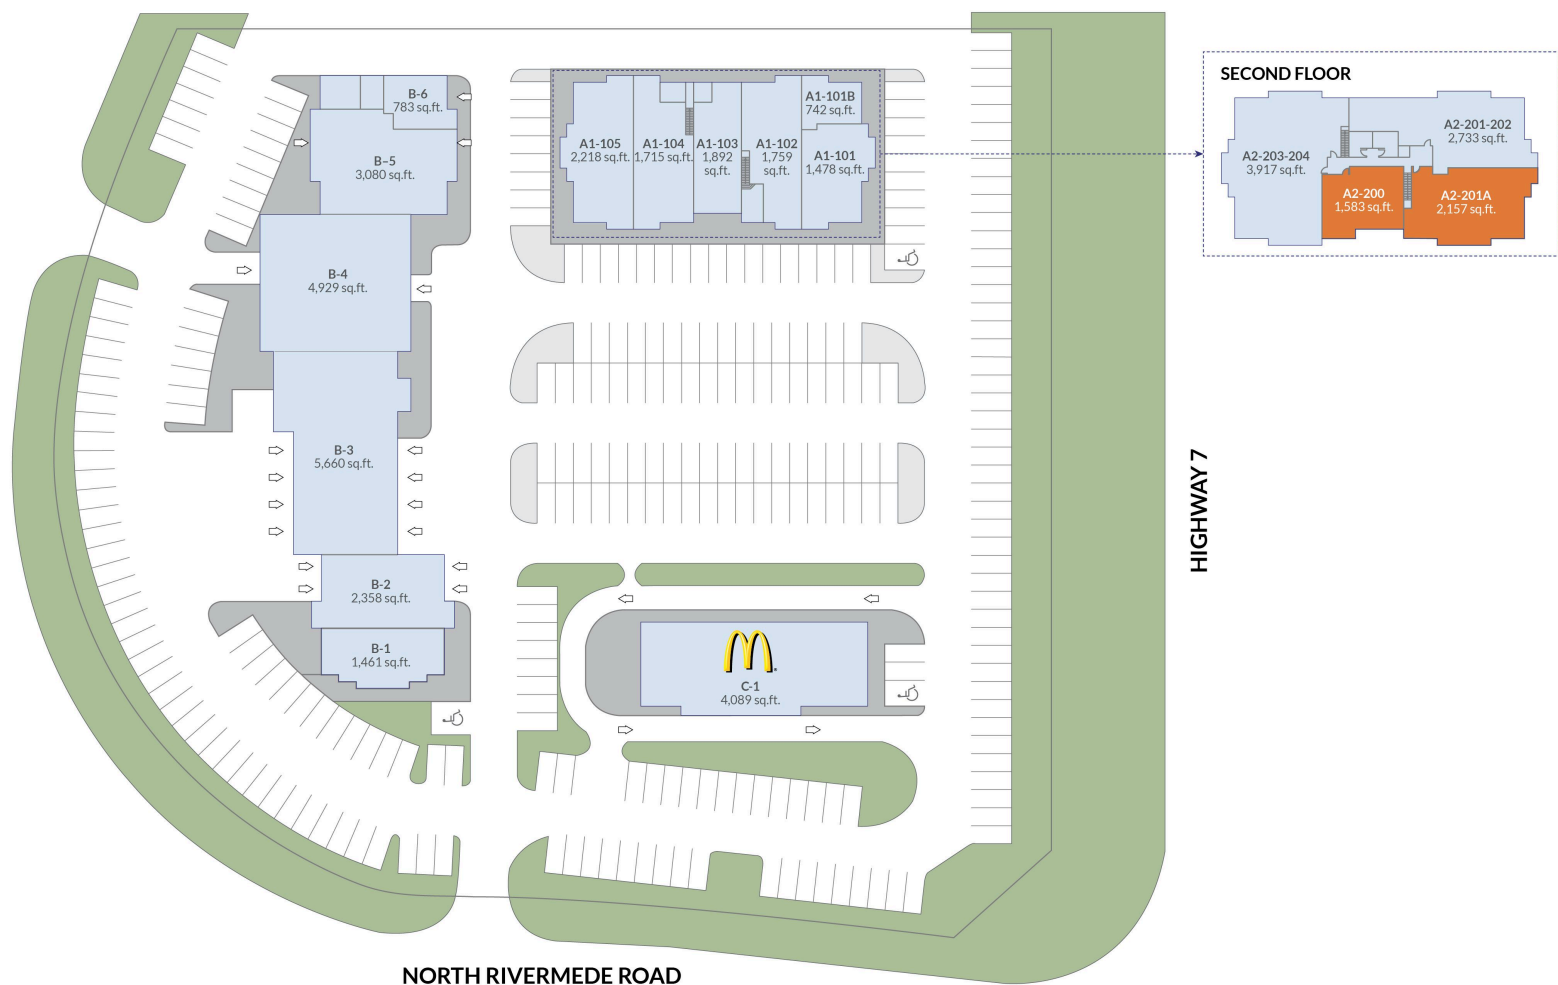 SECOND FLOOR
A2-201-202
2,733 sq.ft.
A2-203-204
3,917 sq.ft.
A2-200
1,583 sq.ft.
A2-201A
2,157 sq.ft.
B-6
783 sq.ft.
B–5
3,080 sq.ft.
B-4
4,929 sq.ft.
B-3
5,660 sq.ft.
B-2
2,358 sq.ft.
B-1
1,461 sq.ft.
A1-105
2,218 sq.ft.
A1-104
1,715 sq.ft.
A1-103
1,892
sq.ft.
A1-102
1,759
sq.ft.
A1-101B
742 sq.ft.
A1-101
1,478 sq.ft.
C-1
4,089 sq.ft.
HIGHWAY 7
NORTH RIVERMEDE ROAD